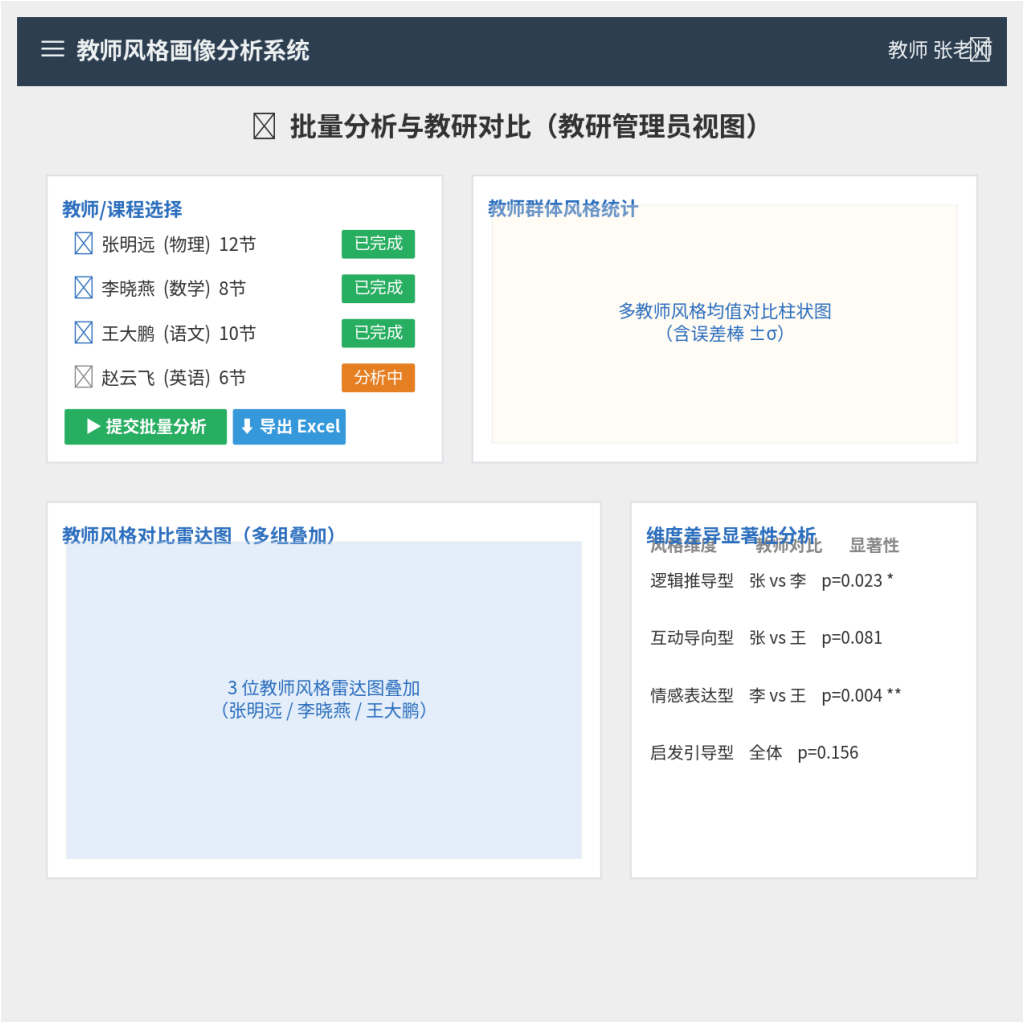 教师风格画像分析系统
教师 张老师
批量分析与教研对比（教研管理员视图）
教师/课程选择
张明远 (物理) 12节 已完成
李晓燕 (数学) 8节 已完成
王大鹏 (语文) 10节 已完成
赵云飞 (英语) 6节 分析中
▶ 提交批量分析
⬇ 导出 Excel
教师群体风格统计
多教师风格均值对比柱状图
（含误差棒 ±σ）
教师风格对比雷达图（多组叠加）
3 位教师风格雷达图叠加
（张明远 / 李晓燕 / 王大鹏）
维度差异显著性分析
风格维度 教师对比 显著性
逻辑推导型 张 vs 李 p=0.023 *
互动导向型 张 vs 王 p=0.081
情感表达型 李 vs 王 p=0.004 **
启发引导型 全体 p=0.156